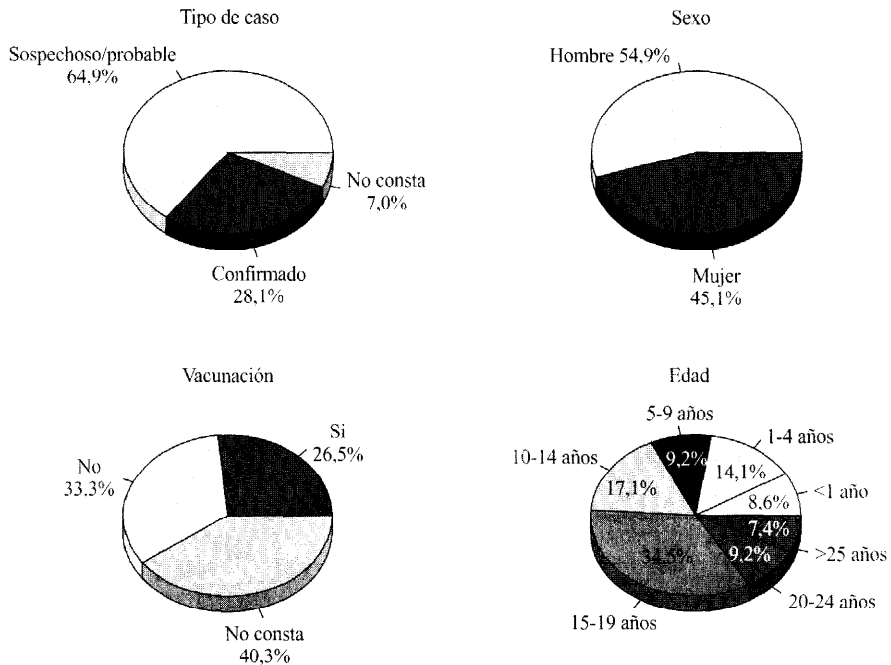 Tipo de caso
Sospechoso/probable
64,9%
No consta
7,0%
Confirmado
28,1%
Sexo
Hombre 54,9%
Mujer
45,1%
Vacunación
Si
26,5%
No
33.3%
No consta
40,3%
Edad
5-9 años
9,2%
1-4 años
14,1%
10-14 años
17,1%
<1 año
8,6%
7,4%
>25 años
9,2%
20-24 años
34,5%
15-19 años